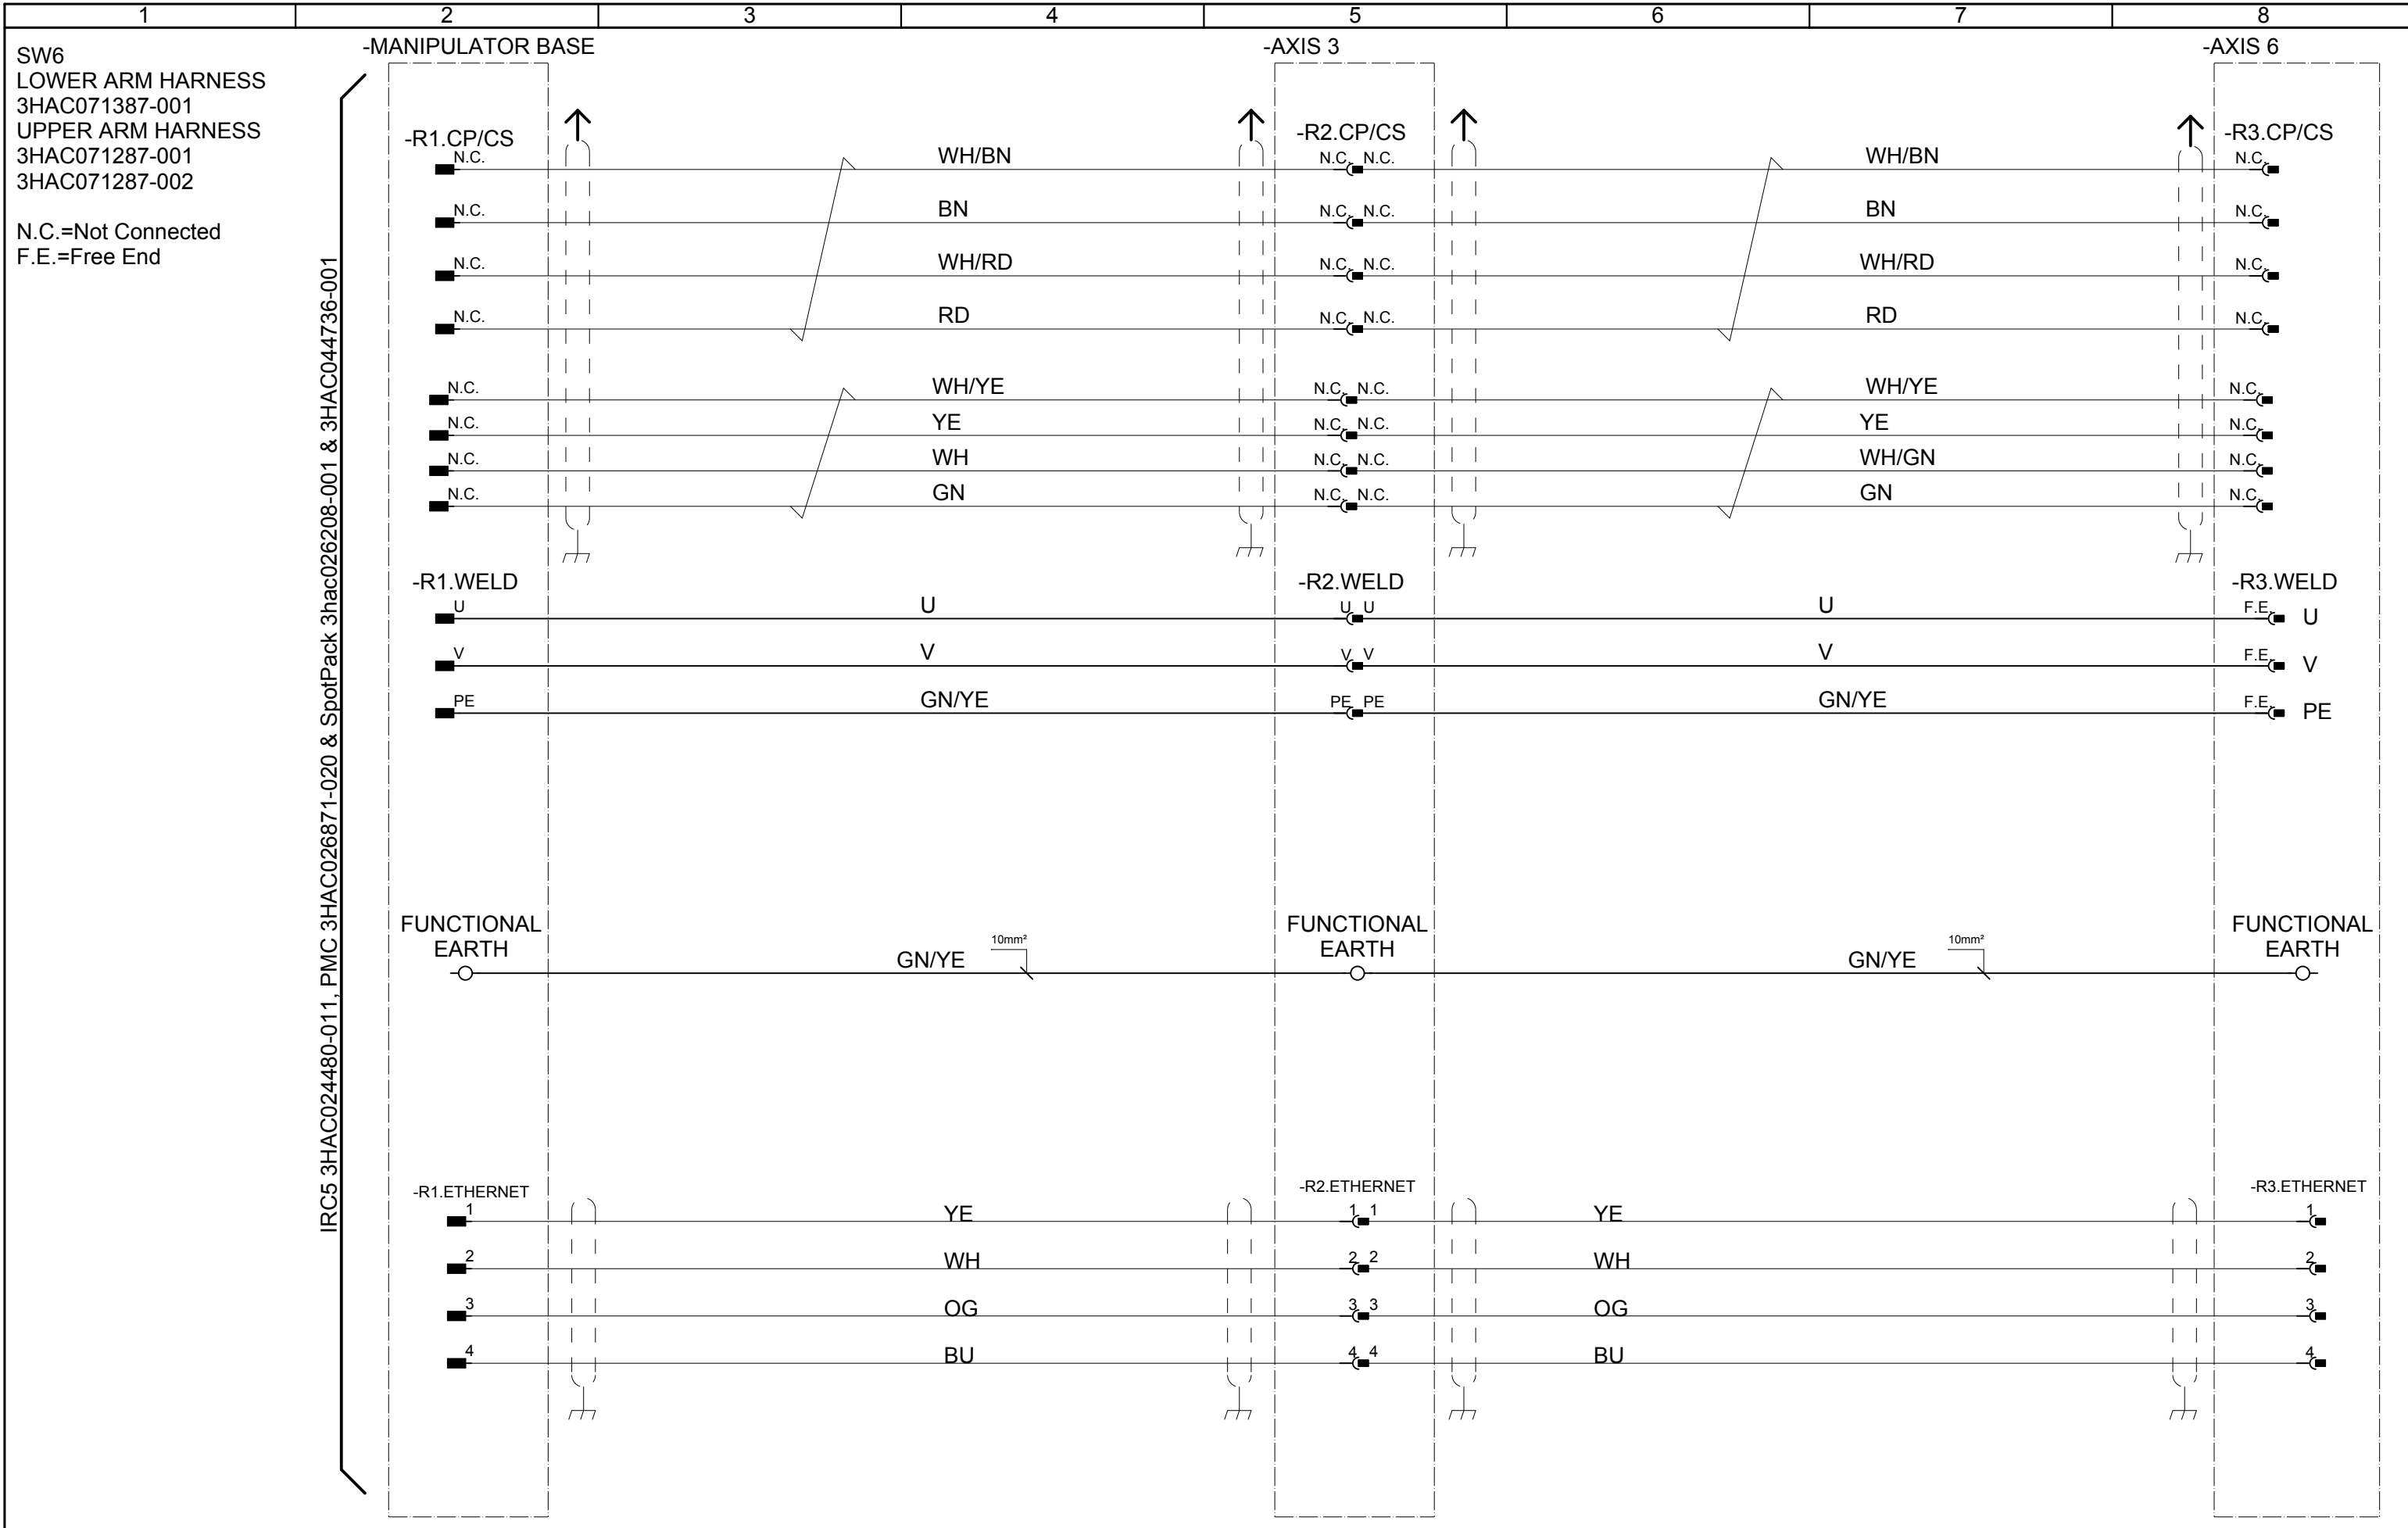 1 2 3 4 5 6 7 8
SW6
LOWER ARM HARNESS
3HAC071387-001
UPPER ARM HARNESS
3HAC071287-001
3HAC071287-002
N.C.=Not Connected
F.E.=Free End
IRC5 3HAC024480-011, PMC 3HAC026871-020 & SpotPack 3hac026208-001 & 3HAC044736-001
-MANIPULATOR BASE -AXIS 3 -AXIS 6
-R1.CP/CS -R2.CP/CS -R3.CP/CS
N.C. WH/BN N.C. N.C. WH/BN N.C.
N.C. BN N.C. N.C. BN N.C.
N.C. WH/RD N.C. N.C. WH/RD N.C.
N.C. RD N.C. N.C. RD N.C.
N.C. WH/YE N.C. N.C. WH/YE N.C.
N.C. YE N.C. N.C. YE N.C.
N.C. WH N.C. N.C. WH/GN N.C.
N.C. GN N.C. N.C. GN N.C.
-R1.WELD -R2.WELD -R3.WELD
U U U U U F.E. U
V V V V V F.E. V
PE GN/YE PE PE GN/YE F.E. PE
FUNCTIONAL FUNCTIONAL FUNCTIONAL
EARTH EARTH EARTH
GN/YE 10mm² GN/YE 10mm²
-R1.ETHERNET -R2.ETHERNET -R3.ETHERNET
1 YE 1 1 YE 1
2 WH 2 2 WH 2
3 OG 3 3 OG 3
4 BU 4 4 BU 4